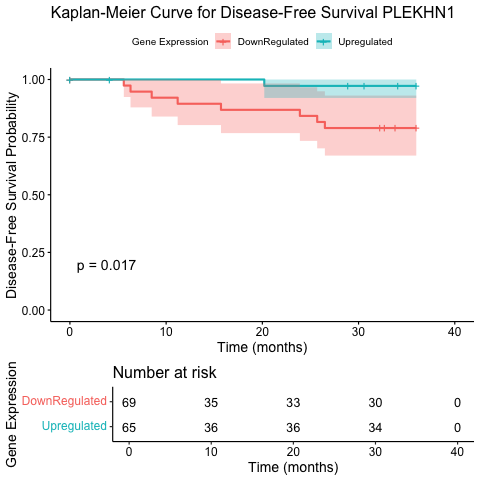 Kaplan-Meier Curve for Disease-Free Survival PLEKHN1
Gene Expression DownRegulated Upregulated
Disease-Free Survival Probability
1.00
0.75
0.50
0.25
0.00
p = 0.017
0 10 20 30 40
Time (months)
Number at risk
Gene Expression
DownRegulated 69 35 33 30 0
Upregulated 65 36 36 34 0
0 10 20 30 40
Time (months)